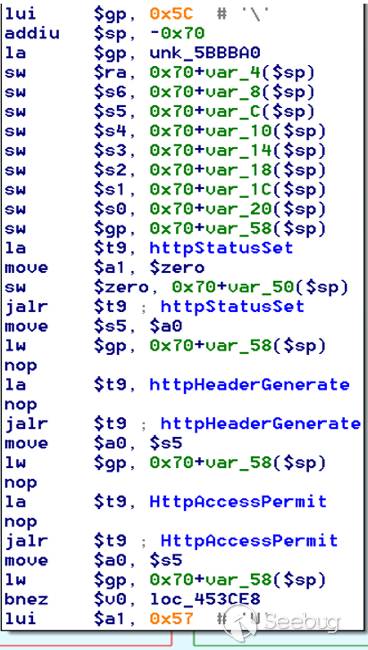 lui $gp, 0x5C # '\'
addiu $sp, -0x70
la $gp, unk_5BBBA0
sw $ra, 0x70+var_4($sp)
sw $s6, 0x70+var_8($sp)
sw $s5, 0x70+var_C($sp)
sw $s4, 0x70+var_10($sp)
sw $s3, 0x70+var_14($sp)
sw $s2, 0x70+var_18($sp)
sw $s1, 0x70+var_1C($sp)
sw $s0, 0x70+var_20($sp)
sw $gp, 0x70+var_58($sp)
la $t9, httpStatusSet
move $a1, $zero
sw $zero, 0x70+var_50($sp)
jalr $t9 ; httpStatusSet
move $s5, $a0
lw $gp, 0x70+var_58($sp)
nop
la $t9, httpHeaderGenerate
nop
jalr $t9 ; httpHeaderGenerate
move $a0, $s5
lw $gp, 0x70+var_58($sp)
nop
la $t9, HttpAccessPermit
nop
jalr $t9 ; HttpAccessPermit
move $a0, $s5
lw $gp, 0x70+var_58($sp)
bnez $v0, loc_453CE8
lui $a1, 0x57 # 'W'
Seebug